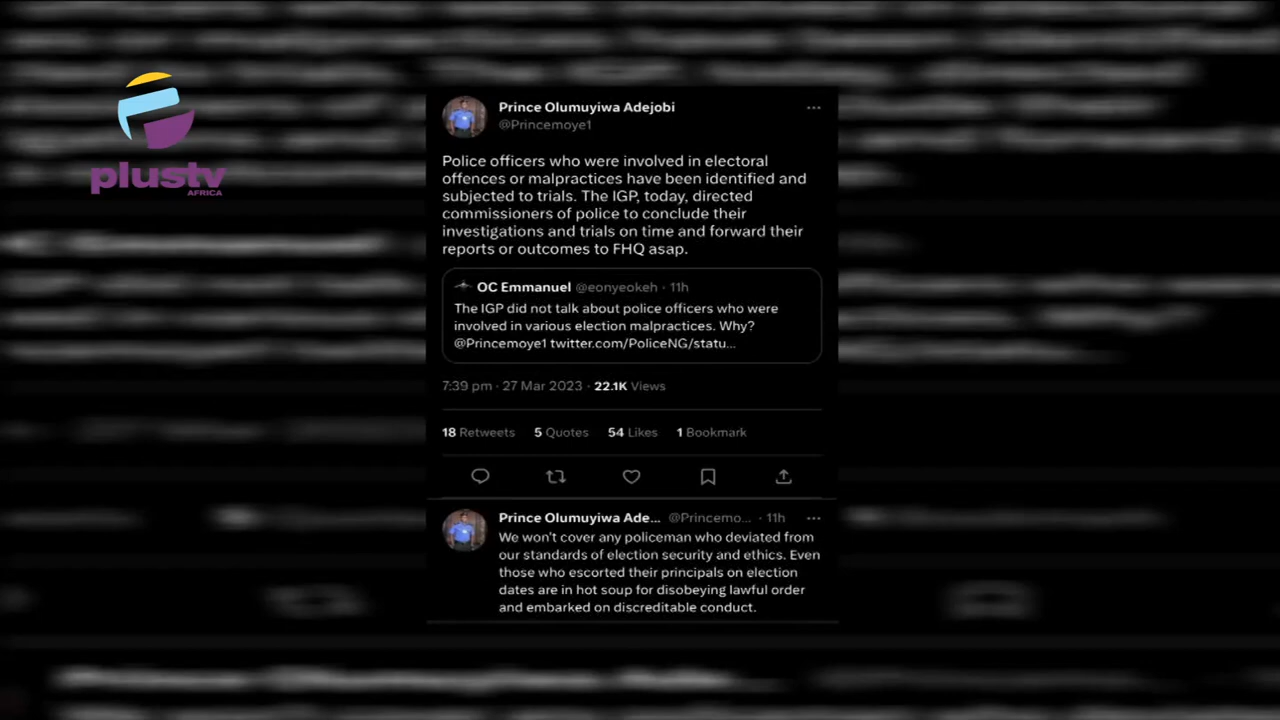 plustv
AFRICA
Prince Olumuyiwa Adejobi
@Princemoye1
Police officers who were involved in electoral
offences or malpractices have been identified and
subjected to trials. The IGP, today, directed
commissioners of police to conclude their
investigations and trials on time and forward their
reports or outcomes to FHQ asap.
OC Emmanuel @eonyeokeh · 11h
The IGP did not talk about police officers who were
involved in various election malpractices. Why?
@Princemoye1 twitter.com/PoliceNG/statu...
7:39 pm · 27 Mar 2023 · 22.1K Views
18 Retweets 5 Quotes 54 Likes 1 Bookmark
Prince Olumuyiwa Ade... @Princemo... · 11h
We won't cover any policeman who deviated from
our standards of election security and ethics. Even
those who escorted their principals on election
dates are in hot soup for disobeying lawful order
and embarked on discreditable conduct.